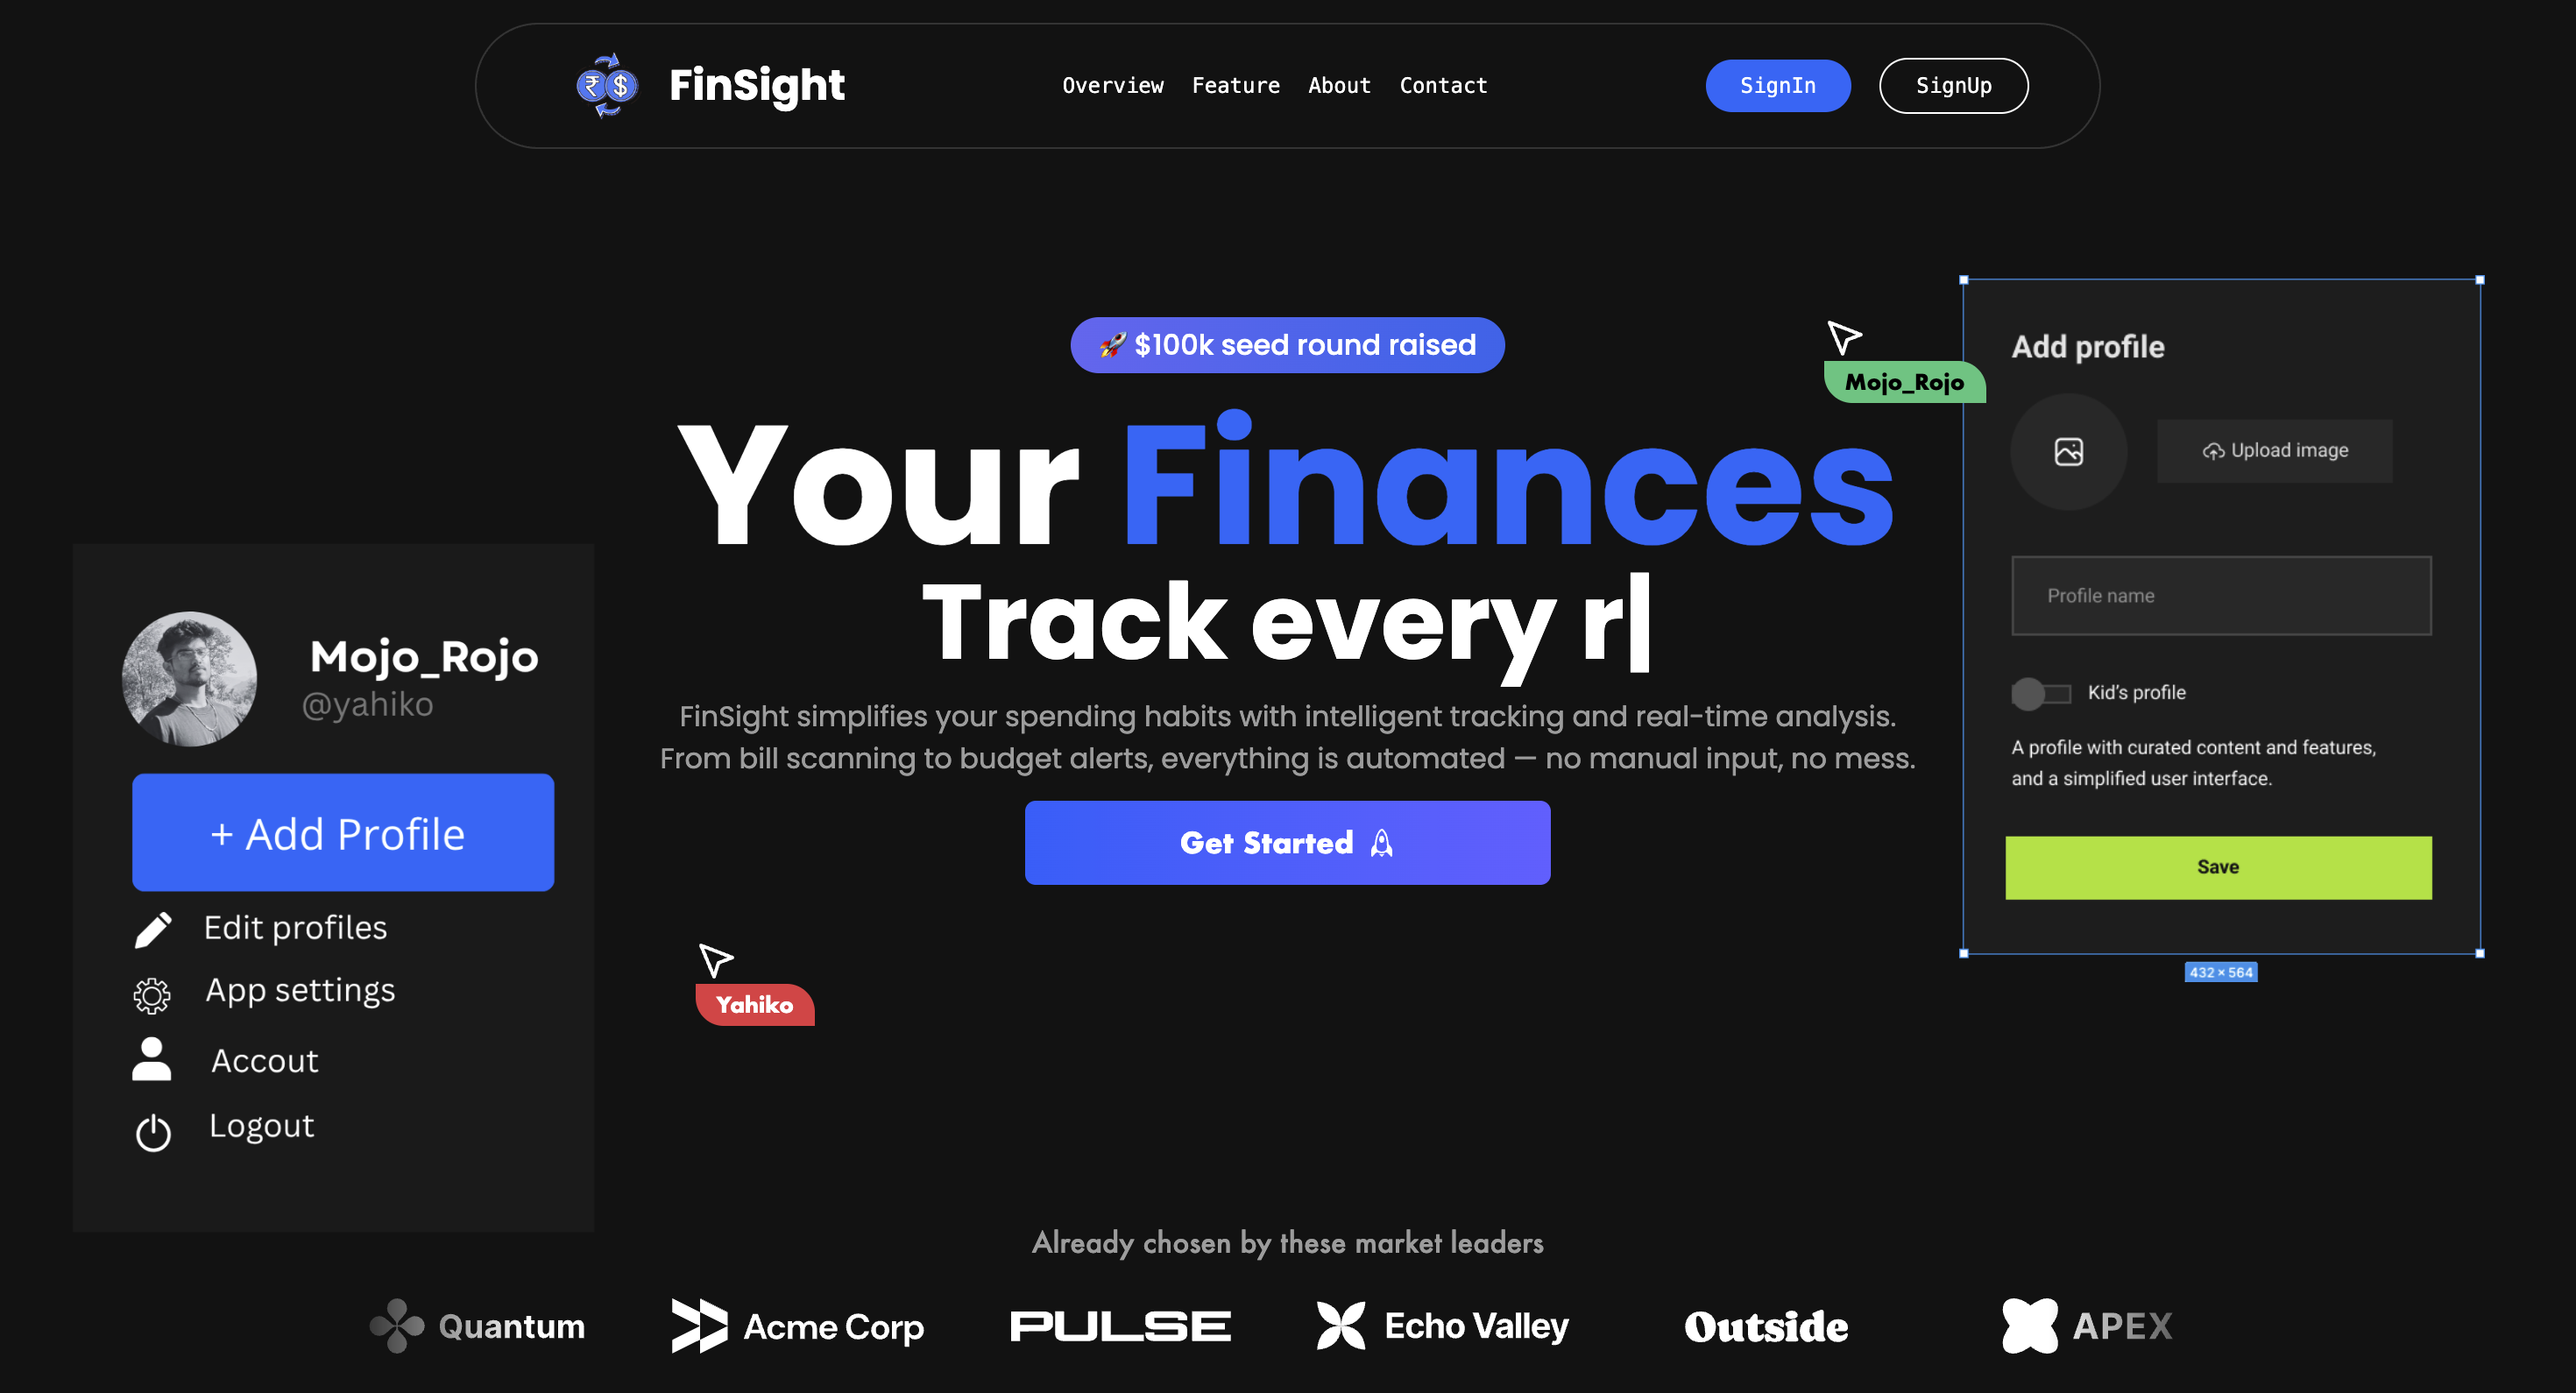 ₹ $ FinSight
Overview Feature About Contact
SignIn SignUp
🚀 $100k seed round raised
Your Finances
Track every r|
FinSight simplifies your spending habits with intelligent tracking and real-time analysis.
From bill scanning to budget alerts, everything is automated — no manual input, no mess.
Get Started
Mojo_Rojo
@yahiko
+ Add Profile
Edit profiles
App settings
Accout
Logout
Yahiko
Mojo_Rojo
Add profile
Upload image
Profile name
Kid's profile
A profile with curated content and features,
and a simplified user interface.
Save
432 × 564
Already chosen by these market leaders
Quantum Acme Corp PULSE Echo Valley Outside APEX